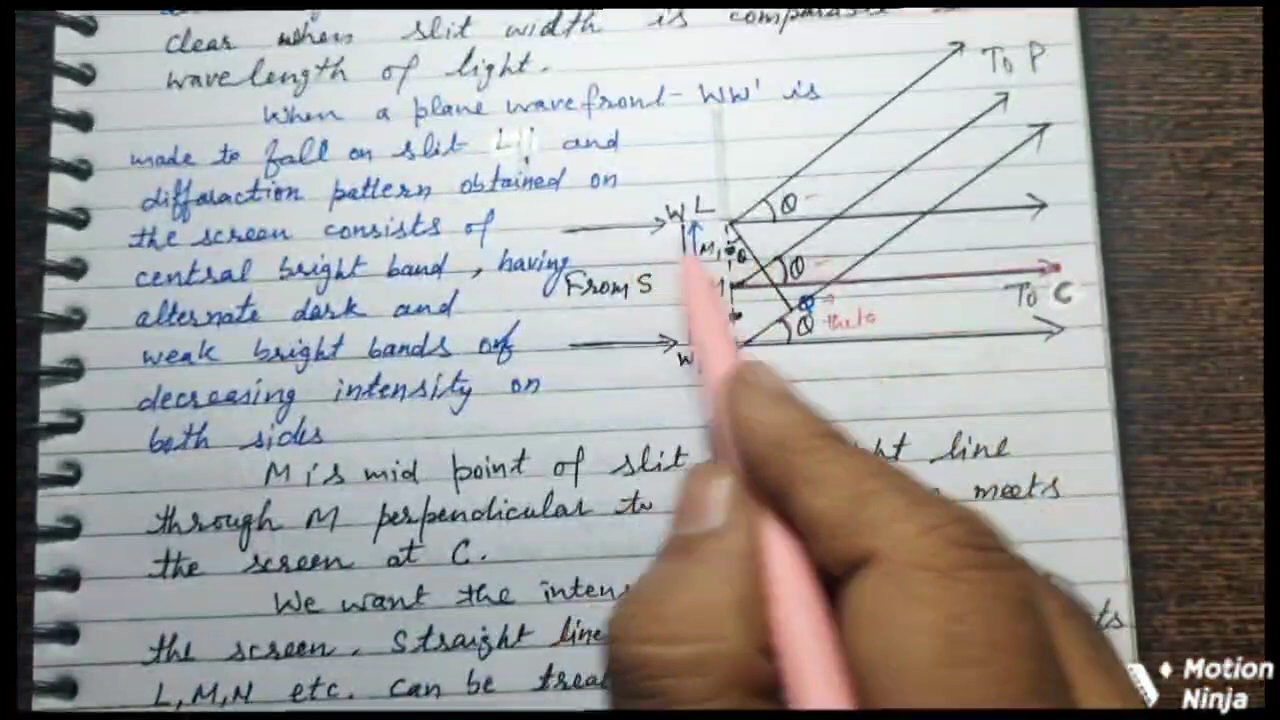 clear when slit width is comparable
wavelength of light.
When a plane wavefront - WW' is
made to fall on slit and
diffraction pattern obtained on
the screen consists of
central bright band, having
alternate dark and
weak bright bands of
decreasing intensity on
both sides
M is mid point of slit line
through M perpendicular to meets
the screen at C.
We want the
the screen. Straight line
L, M, N etc. can be
To P
W L
θ
M₁
θ
From S
M
θ
To C
θ theta
W
Motion
Ninja